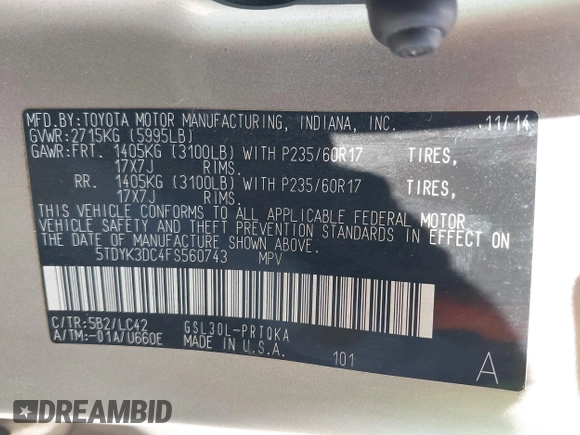 MFD.BY:TOYOTA MOTOR MANUFACTURING, INDIANA, INC. 11/14
GVWR:2715KG (5995LB)
GAWR:FRT. 1405KG (3100LB) WITH P235/60R17 TIRES,
17X7J RIMS.
RR. 1405KG (3100LB) WITH P235/60R17 TIRES,
17X7J RIMS.
THIS VEHICLE CONFORMS TO ALL APPLICABLE FEDERAL MOTOR
VEHICLE SAFETY AND THEFT PREVENTION STANDARDS IN EFFECT ON
THE DATE OF MANUFACTURE SHOWN ABOVE.
5TDYK3DC4FS560743 MPV
C/TR:5B2/LC42 GSL30L-PRTQKA
A/TM:-01A/U660E MADE IN U.S.A. 101 A
DREAMBID
.com